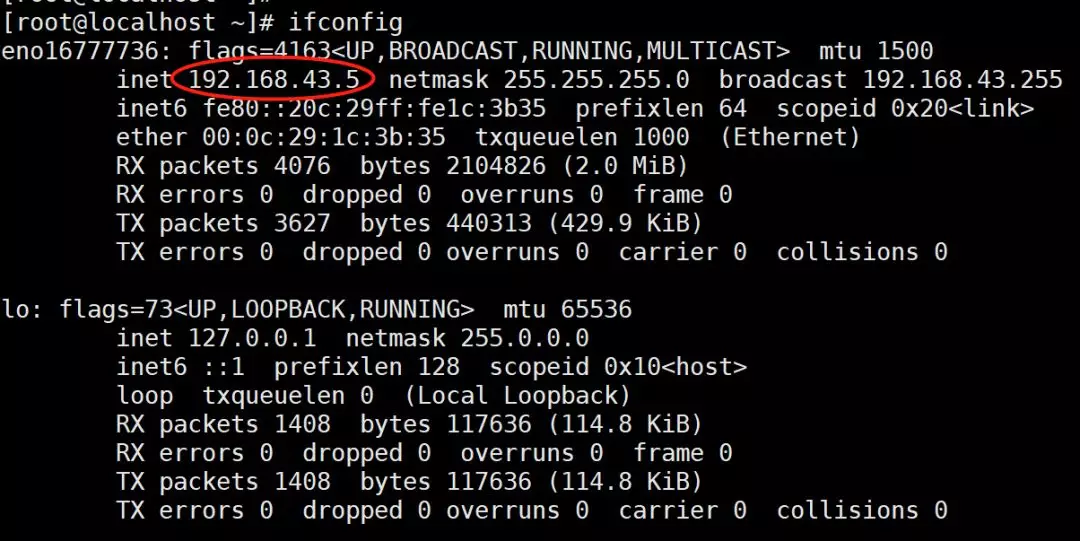 [root@localhost ~]#
[root@localhost ~]# ifconfig
eno16777736: flags=4163<UP,BROADCAST,RUNNING,MULTICAST>  mtu 1500
        inet 192.168.43.5  netmask 255.255.255.0  broadcast 192.168.43.255
        inet6 fe80::20c:29ff:fe1c:3b35  prefixlen 64  scopeid 0x20<link>
        ether 00:0c:29:1c:3b:35  txqueuelen 1000  (Ethernet)
        RX packets 4076  bytes 2104826 (2.0 MiB)
        RX errors 0  dropped 0  overruns 0  frame 0
        TX packets 3627  bytes 440313 (429.9 KiB)
        TX errors 0  dropped 0 overruns 0  carrier 0  collisions 0

lo: flags=73<UP,LOOPBACK,RUNNING>  mtu 65536
        inet 127.0.0.1  netmask 255.0.0.0
        inet6 ::1  prefixlen 128  scopeid 0x10<host>
        loop  txqueuelen 0  (Local Loopback)
        RX packets 1408  bytes 117636 (114.8 KiB)
        RX errors 0  dropped 0  overruns 0  frame 0
        TX packets 1408  bytes 117636 (114.8 KiB)
        TX errors 0  dropped 0 overruns 0  carrier 0  collisions 0